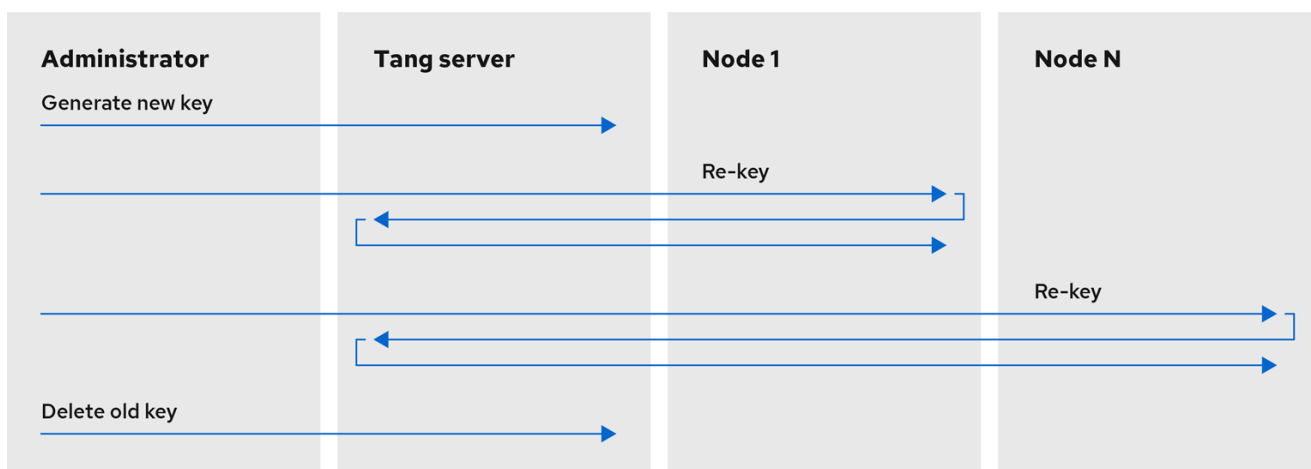 Administrator
Tang server
Node 1
Node N
Generate new key
Re-key
Re-key
Delete old key